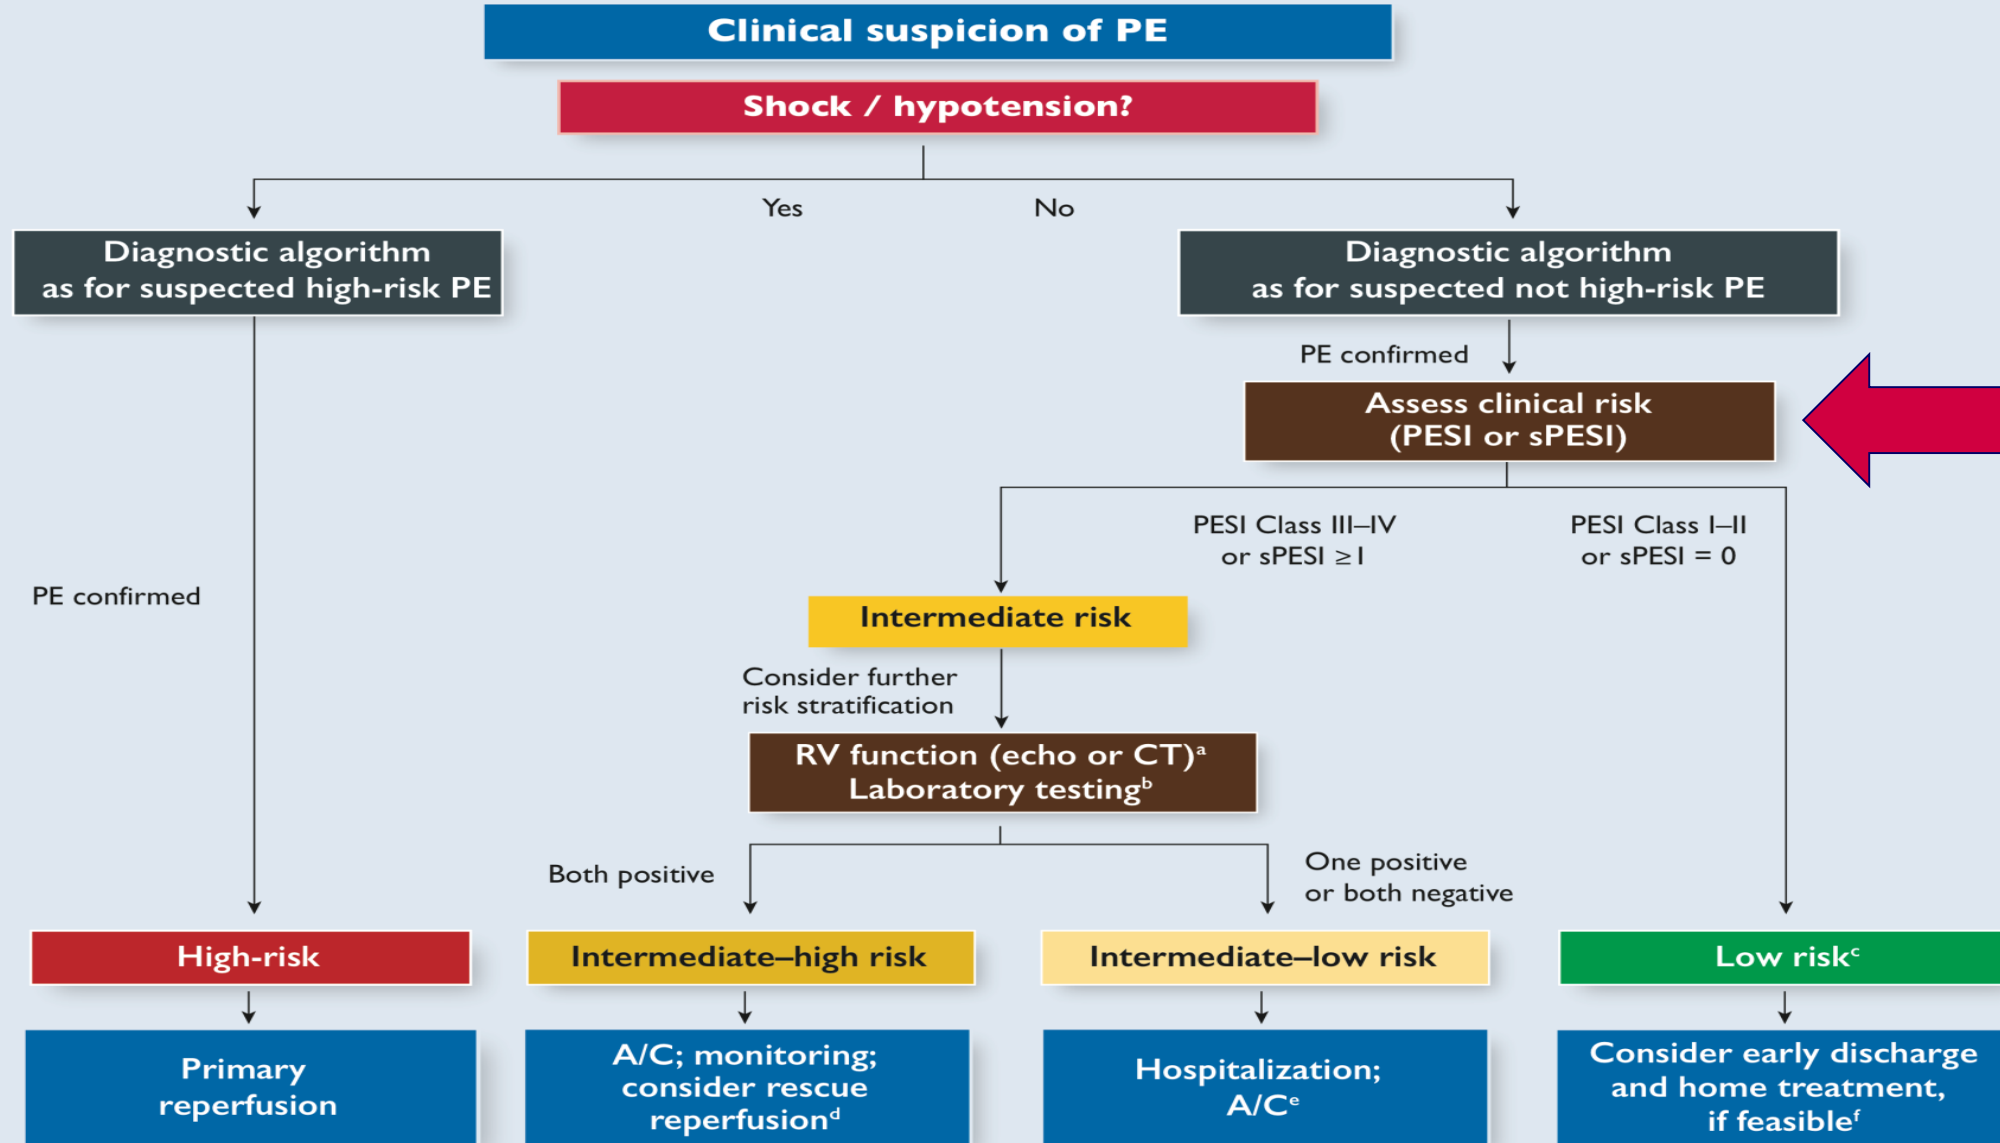 Clinical suspicion of PE
Shock / hypotension?
Yes
No
Diagnostic algorithm
as for suspected high-risk PE
Diagnostic algorithm
as for suspected not high-risk PE
PE confirmed
Assess clinical risk
(PESI or sPESI)
PESI Class III–IV
or sPESI ≥1
PESI Class I–II
or sPESI = 0
PE confirmed
Intermediate risk
Consider further
risk stratification
RV function (echo or CT)ᵃ
Laboratory testingᵇ
Both positive
One positive
or both negative
High-risk
Intermediate–high risk
Intermediate–low risk
Low riskᶜ
Primary
reperfusion
A/C; monitoring;
consider rescue
reperfusionᵈ
Hospitalization;
A/Cᵉ
Consider early discharge
and home treatment,
if feasibleᶠ